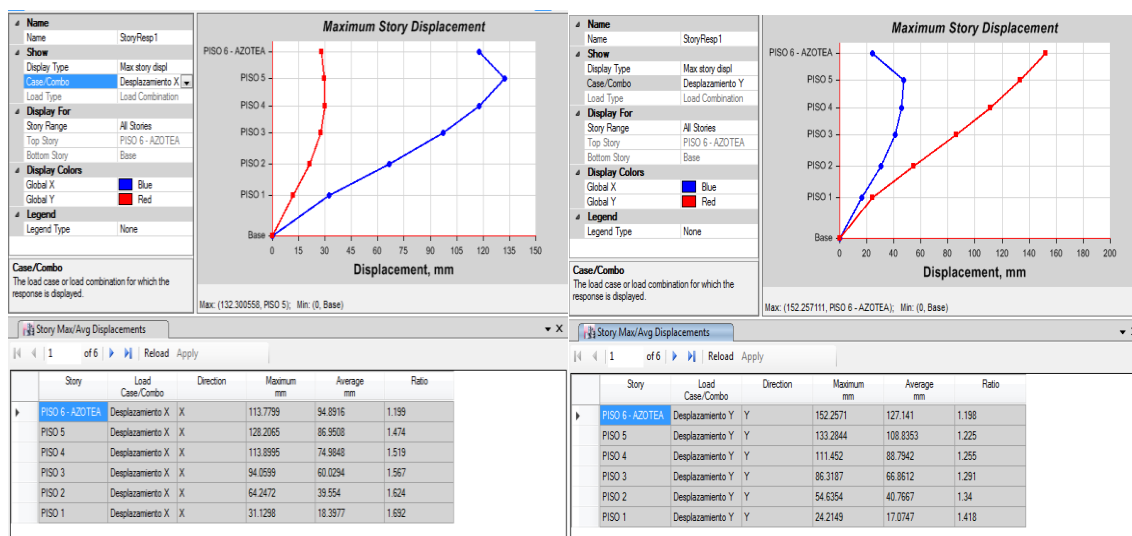 Name
Name StoryResp1
Show
Display Type Max story displ
Case/Combo Desplazamiento X
Load Type Load Combination
Display For
Story Range All Stories
Top Story PISO 6 - AZOTEA
Bottom Story Base
Display Colors
Global X Blue
Global Y Red
Legend
Legend Type None
Case/Combo
The load case or load combination for which the
response is displayed.
Maximum Story Displacement
PISO 6 - AZOTEA
PISO 5
PISO 4
PISO 3
PISO 2
PISO 1
Base
0 15 30 45 60 75 90 105 120 135 150
Displacement, mm
Max: (132.300558, PISO 5); Min: (0, Base)
Story Max/Avg Displacements
1 of 6 Reload Apply
Story Load Case/Combo Direction Maximum mm Average mm Ratio
PISO 6 - AZOTEA Desplazamiento X X 113.7799 94.8916 1.199
PISO 5 Desplazamiento X X 128.2065 86.9508 1.474
PISO 4 Desplazamiento X X 113.8995 74.9848 1.519
PISO 3 Desplazamiento X X 94.0599 60.0294 1.567
PISO 2 Desplazamiento X X 64.2472 39.554 1.624
PISO 1 Desplazamiento X X 31.1298 18.3977 1.692
Name
Name StoryResp1
Show
Display Type Max story displ
Case/Combo Desplazamiento Y
Load Type Load Combination
Display For
Story Range All Stories
Top Story PISO 6 - AZOTEA
Bottom Story Base
Display Colors
Global X Blue
Global Y Red
Legend
Legend Type None
Case/Combo
The load case or load combination for which the
response is displayed.
Maximum Story Displacement
PISO 6 - AZOTEA
PISO 5
PISO 4
PISO 3
PISO 2
PISO 1
Base
0 20 40 60 80 100 120 140 160 180 200
Displacement, mm
Max: (152.257111, PISO 6 - AZOTEA); Min: (0, Base)
Story Max/Avg Displacements
1 of 6 Reload Apply
Story Load Case/Combo Direction Maximum mm Average mm Ratio
PISO 6 - AZOTEA Desplazamiento Y Y 152.2571 127.141 1.198
PISO 5 Desplazamiento Y Y 133.2844 108.8353 1.225
PISO 4 Desplazamiento Y Y 111.452 88.7942 1.255
PISO 3 Desplazamiento Y Y 86.3187 66.8612 1.291
PISO 2 Desplazamiento Y Y 54.6354 40.7667 1.34
PISO 1 Desplazamiento Y Y 24.2149 17.0747 1.418